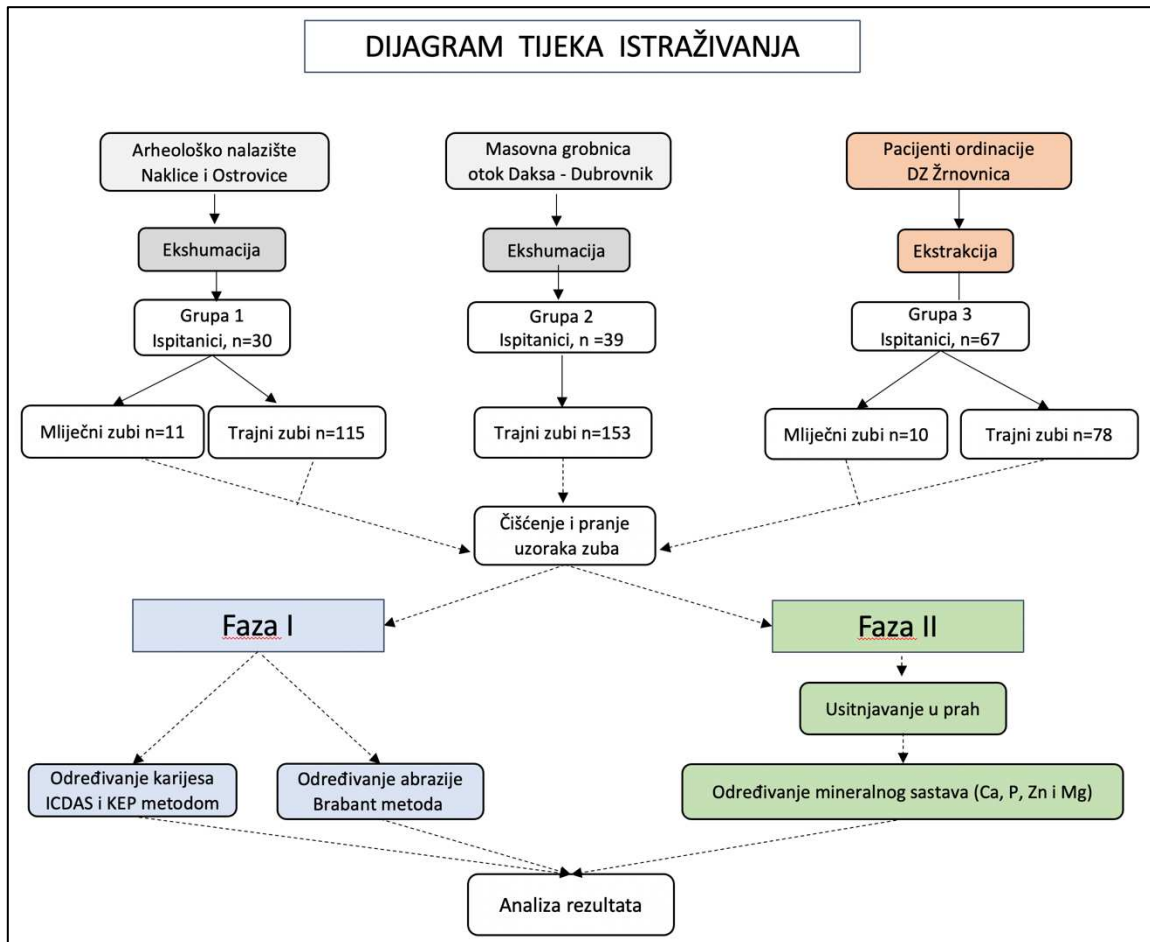 DIJAGRAM TIJEKA ISTRAŽIVANJA
Arheološko nalazište
Naklice i Ostrovice
Masovna grobnica
otok Daksa - Dubrovnik
Pacijenti ordinacije
DZ Žrnovnica
Ekshumacija
Ekshumacija
Ekstrakcija
Grupa 1
Ispitanici, n=30
Grupa 2
Ispitanici, n =39
Grupa 3
Ispitanici, n=67
Mliječni zubi n=11
Trajni zubi n=115
Trajni zubi n=153
Mliječni zubi n=10
Trajni zubi n=78
Čišćenje i pranje
uzoraka zuba
Faza I
Faza II
Usitnjavanje u prah
Određivanje karijesa
ICDAS i KEP metodom
Određivanje abrazije
Brabant metoda
Određivanje mineralnog sastava (Ca, P, Zn i Mg)
Analiza rezultata